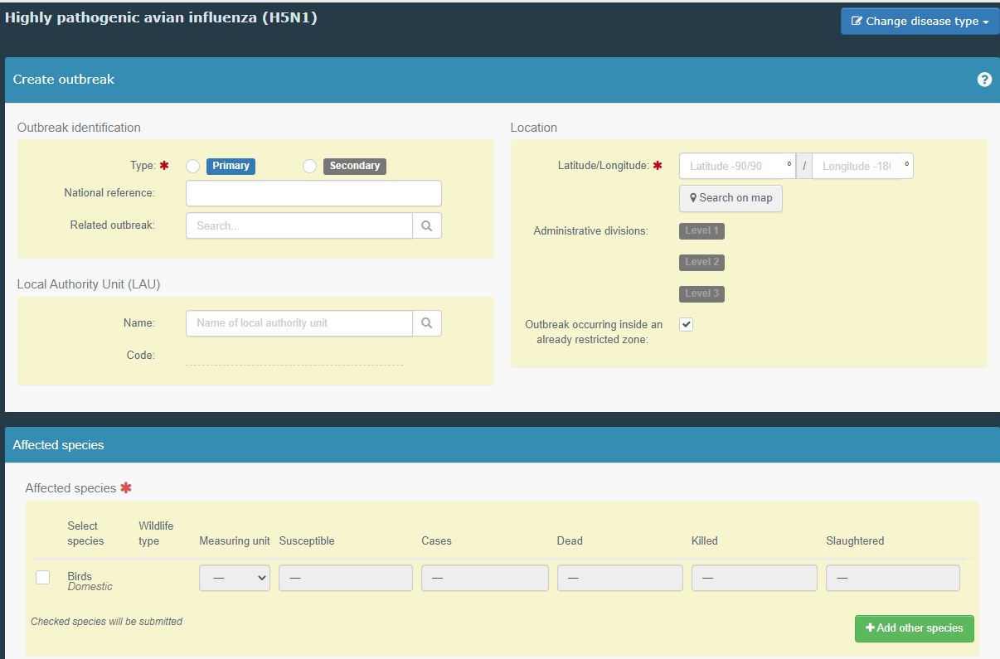 Highly pathogenic avian influenza (H5N1)
Change disease type
Create outbreak
?
Outbreak identification
Type: * Primary Secondary
National reference:
Related outbreak: Search...
Local Authority Unit (LAU)
Name: Name of local authority unit
Code:
Location
Latitude/Longitude: * Latitude -90/90 º / Longitude -18 º
Search on map
Administrative divisions: Level 1
Level 2
Level 3
Outbreak occurring inside an
already restricted zone:
Affected species
Affected species *
Select species Wildlife type Measuring unit Susceptible Cases Dead Killed Slaughtered
Birds — — — — — —
Domestic
Checked species will be submitted
+ Add other species